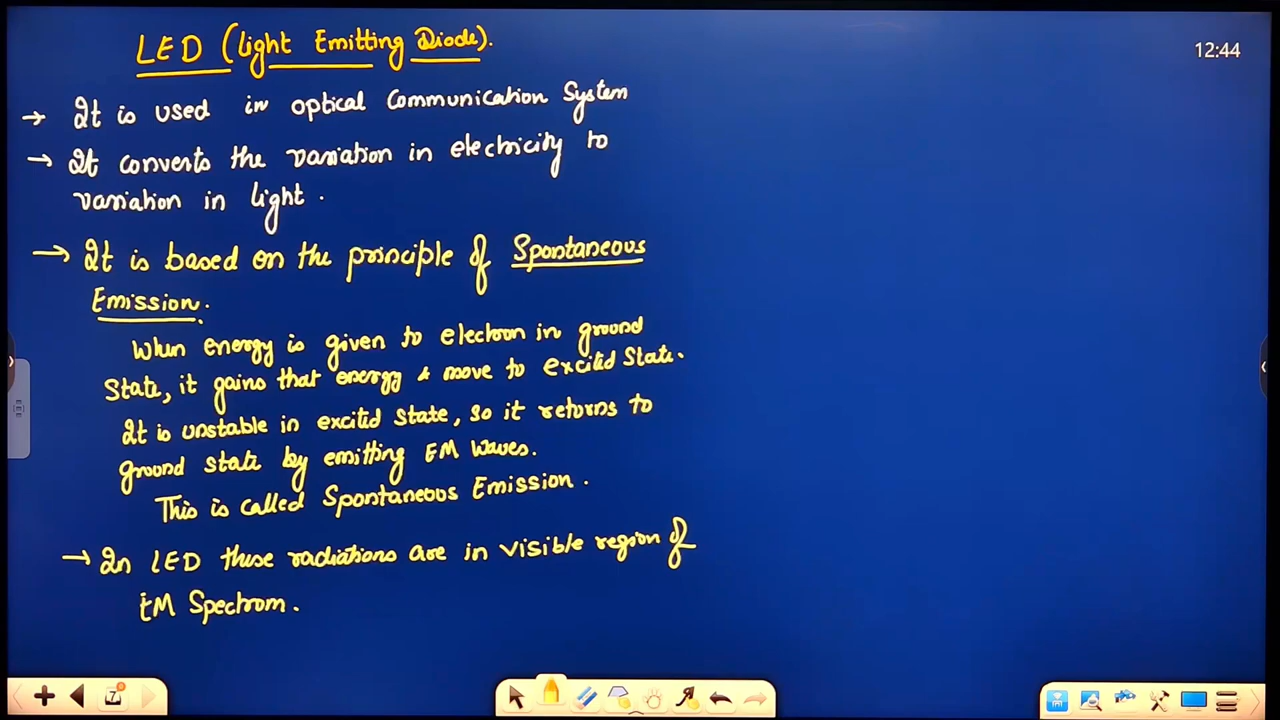 LED (Light Emitting Diode).
12:44
→ It is used in optical Communication System
→ It converts the variation in electricity to
variation in light.
→ It is based on the principle of Spontaneous
Emission.
When energy is given to electron in ground
State, it gains that energy & move to excited State.
It is unstable in excited state, so it returns to
ground state by emitting EM Waves.
This is called Spontaneous Emission.
→ In LED these radiations are in visible region of
EM Spectrom.
7